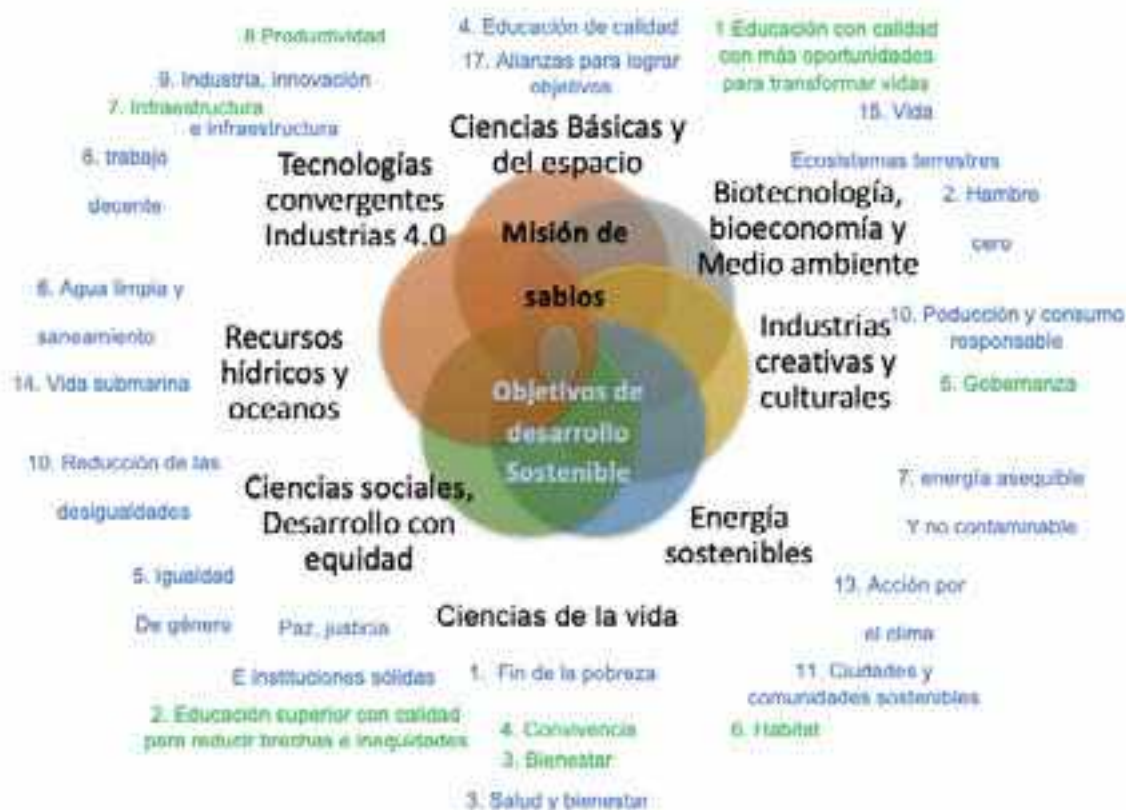 8 Productividad
4. Educación de calidad
1 Educación con calidad
con más oportunidades
para transformar vidas
9. Industria, innovación
e infraestructura
17. Alianzas para lograr
objetivos
7. Infraestructura
15. Vida
Ecosistemas terrestres
6. trabajo
decente
Ciencias Básicas y
del espacio
Tecnologías
convergentes
Industrias 4.0
Biotecnología,
bioeconomía y
Medio ambiente
2. Hambre
cero
Misión de
sabios
6. Agua limpia y
saneamiento
14. Vida submarina
Recursos
hídricos y
oceanos
Industrias
creativas y
culturales
10. Poducción y consumo
responsable
5. Gobernanza
Objetivos de
desarrollo
Sostenible
10. Reducción de las
desigualdades
Ciencias sociales,
Desarrollo con
equidad
Energía
sostenibles
7. energía asequible
Y no contaminable
5. Igualdad
De género
Paz, justicia
E instituciones sólidas
Ciencias de la vida
13. Acción por
el clima
11. Ciudades y
comunidades sostenibles
1. Fin de la pobreza
2. Educación superior con calidad
para reducir brechas e inequidades
4. Convivencia
3. Bienestar
6. Habitat
3. Salud y bienestar